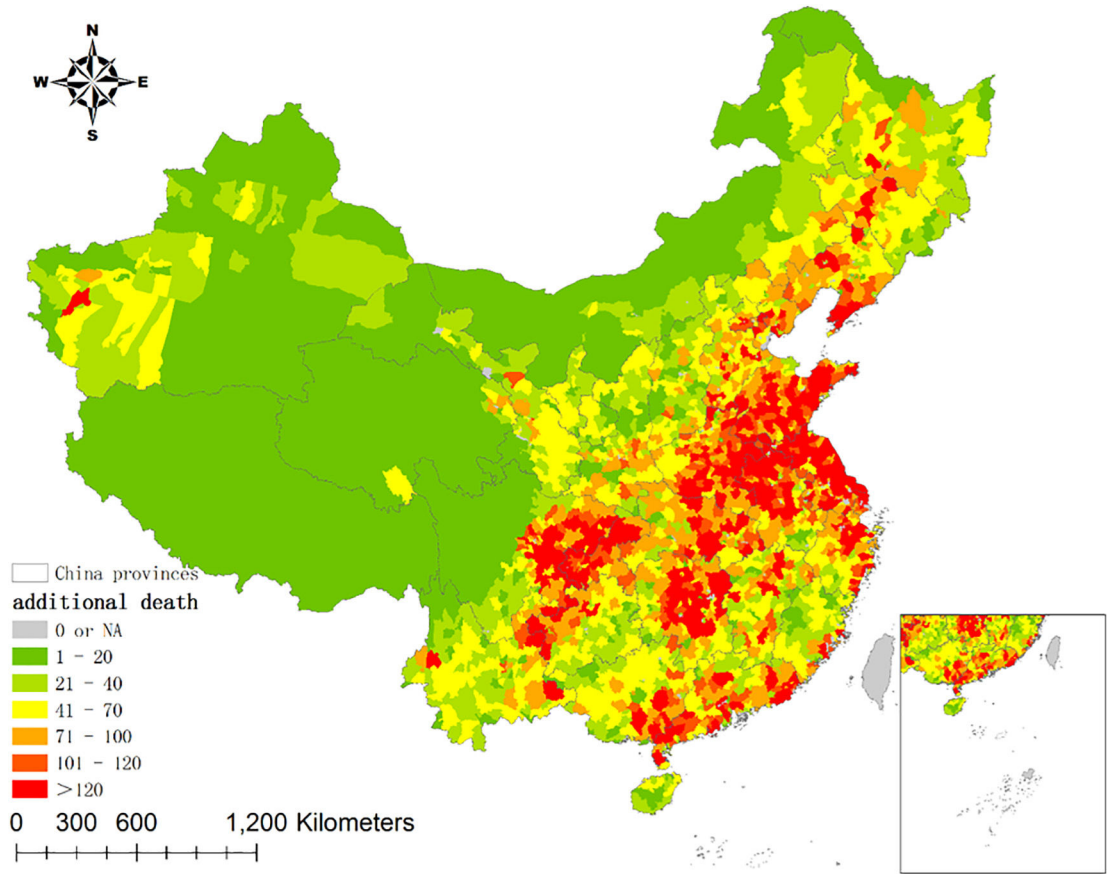 N
W E
S
China provinces
additional death
0 or NA
1 - 20
21 - 40
41 - 70
71 - 100
101 - 120
>120
0 300 600 1,200 Kilometers